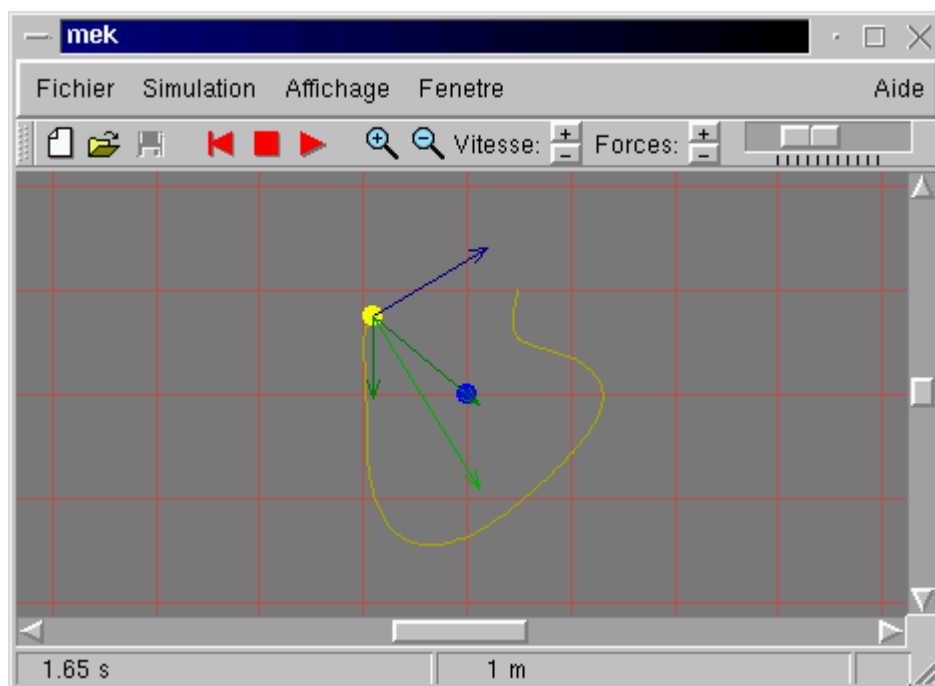 mek
Fichier Simulation Affichage Fenetre Aide
Vitesse: + - Forces: + -
1.65 s 1 m